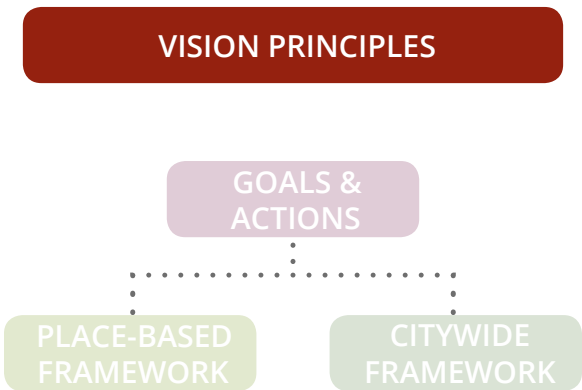 VISION PRINCIPLES
GOALS &
ACTIONS
PLACE-BASED
FRAMEWORK
CITYWIDE
FRAMEWORK